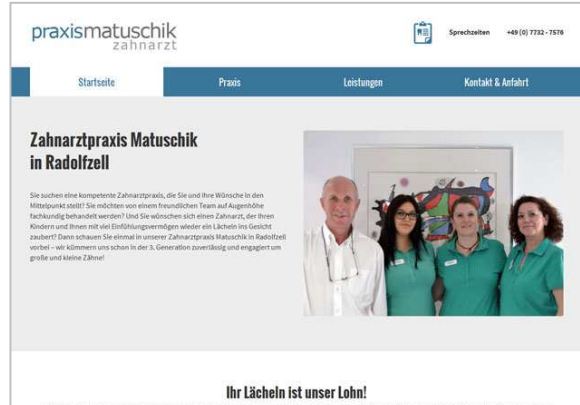 praxismatuschik
zahnarzt
Sprechzeiten
+49 (0) 7732 - 7576
Startseite
Praxis
Leistungen
Kontakt & Anfahrt
Zahnarztpraxis Matuschik
in Radolfzell
Sie suchen eine kompetente Zahnarztpraxis, die Sie und Ihre Wünsche in den
Mittelpunkt stellt? Sie möchten von einem freundlichen Team auf Augenhöhe
fachkundig behandelt werden? Und Sie wünschen sich einen Zahnarzt, der Ihren
Kindern und Ihnen mit viel Einfühlungsvermögen wieder ein Lächeln ins Gesicht
zaubert? Dann schauen Sie einmal in unserer Zahnarztpraxis Matuschik in Radolfzell
vorbei – wir kümmern uns schon in der 3. Generation zuverlässig und engagiert um
große und kleine Zähne!
Ihr Lächeln ist unser Lohn!